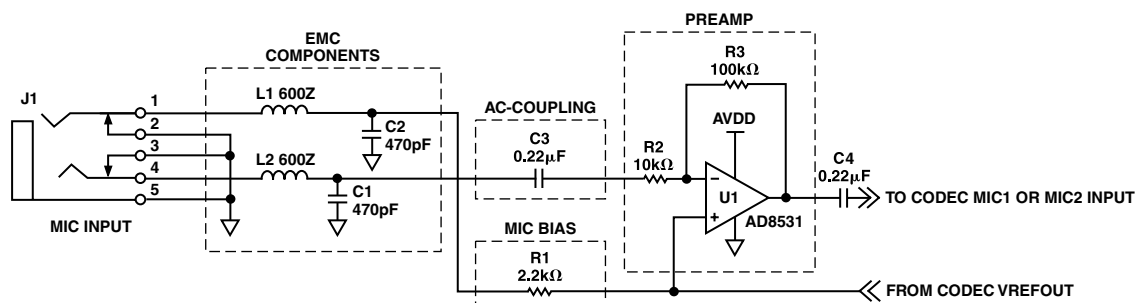 PREAMP
EMC
COMPONENTS
R3
100kΩ
J1
1
L1 600Z
AC-COUPLING
AVDD
2
C2
470pF
C3
0.22µF
R2
10kΩ
C4
0.22µF
3
L2 600Z
4
−
U1
+
C1
470pF
TO CODEC MIC1 OR MIC2 INPUT
5
AD8531
MIC INPUT
MIC BIAS
R1
2.2kΩ
FROM CODEC VREFOUT